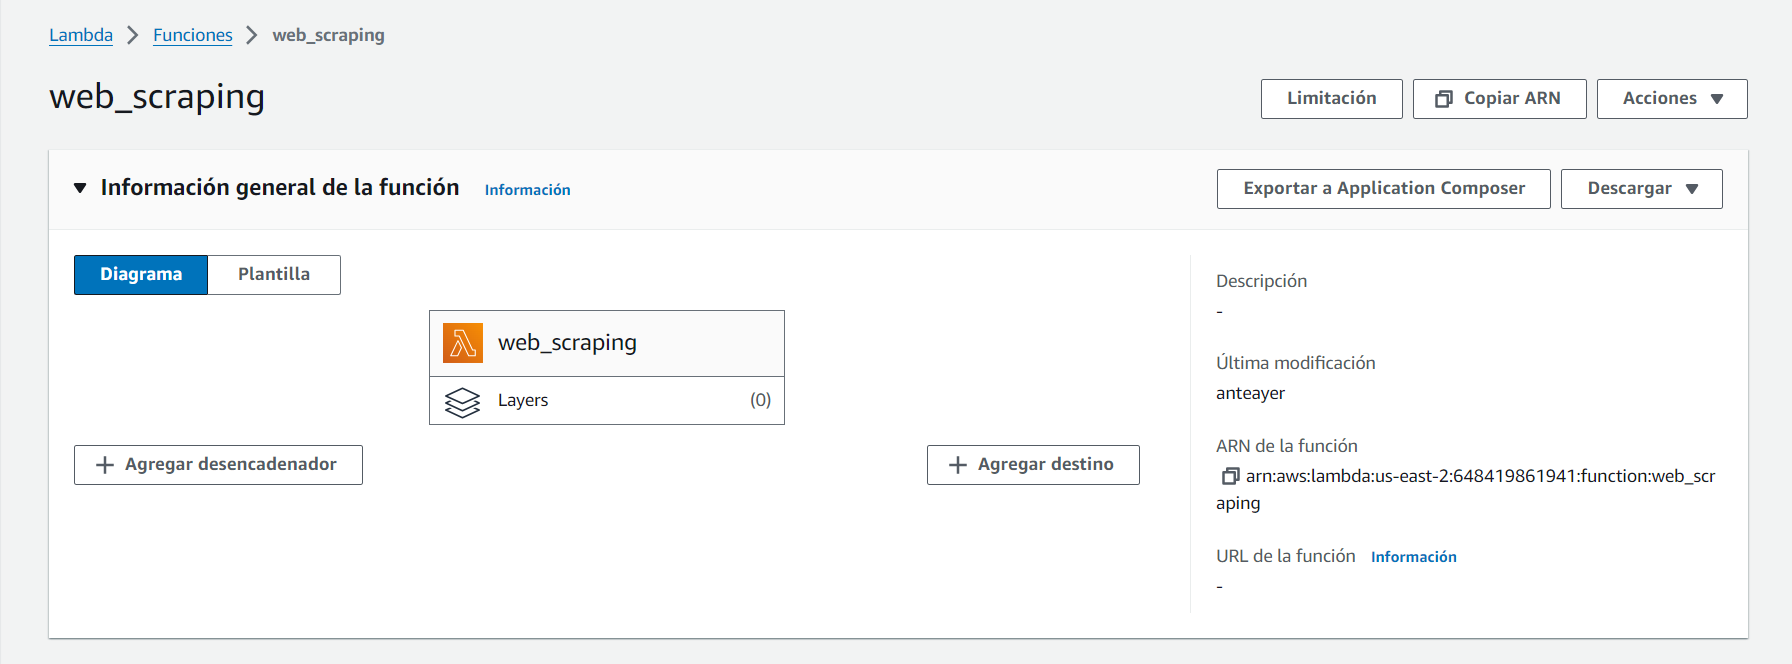 Lambda > Funciones > web_scraping
web_scraping
Limitación
Copiar ARN
Acciones
Información general de la función
Información
Exportar a Application Composer
Descargar
Diagrama
Plantilla
web_scraping
Layers (0)
Agregar desencadenador
Agregar destino
Descripción
-
Última modificación
anteayer
ARN de la función
arn:aws:lambda:us-east-2:648419861941:function:web_scr
aping
URL de la función Información
-